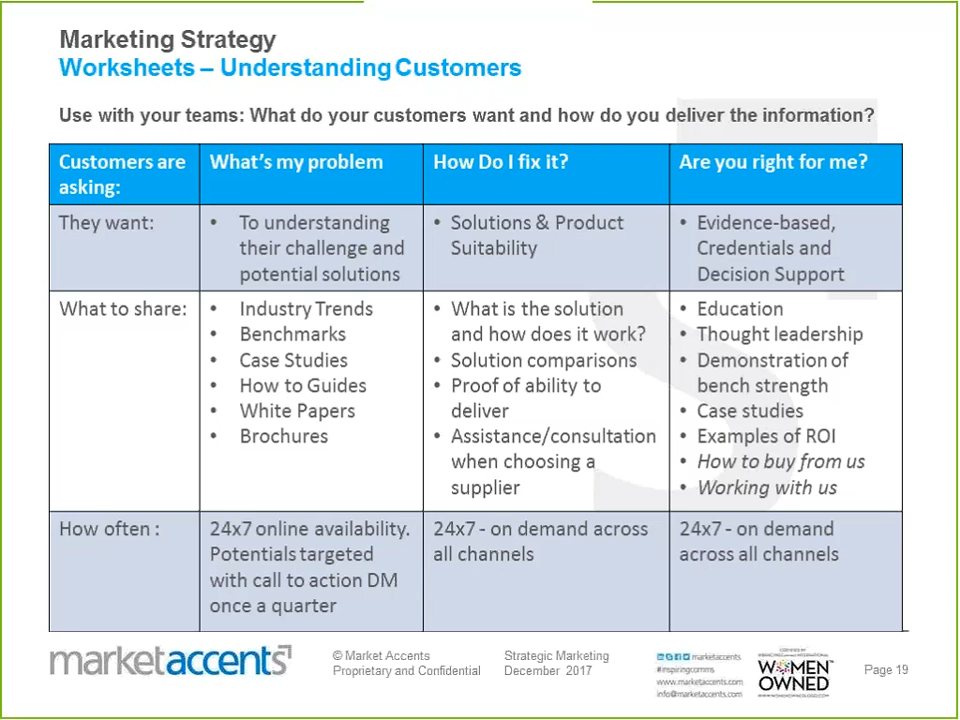 Marketing Strategy
Worksheets – Understanding Customers
Use with your teams: What do your customers want and how do you deliver the information?
Customers are
asking:
What's my problem
How Do I fix it?
Are you right for me?
They want:
• To understanding
their challenge and
potential solutions
• Solutions & Product
Suitability
• Evidence-based,
Credentials and
Decision Support
What to share:
• Industry Trends
• Benchmarks
• Case Studies
• How to Guides
• White Papers
• Brochures
• What is the solution
and how does it work?
• Solution comparisons
• Proof of ability to
deliver
• Assistance/consultation
when choosing a
supplier
• Education
• Thought leadership
• Demonstration of
bench strength
• Case studies
• Examples of ROI
• How to buy from us
• Working with us
How often :
24x7 online availability.
Potentials targeted
with call to action DM
once a quarter
24x7 - on demand across
all channels
24x7 - on demand
across all channels
marketaccents
© Market Accents
Proprietary and Confidential
Strategic Marketing
December 2017
marketaccents
#inspiringcomms
www.marketaccents.com
info@marketaccents.com
WOMEN
OWNED
Page 19